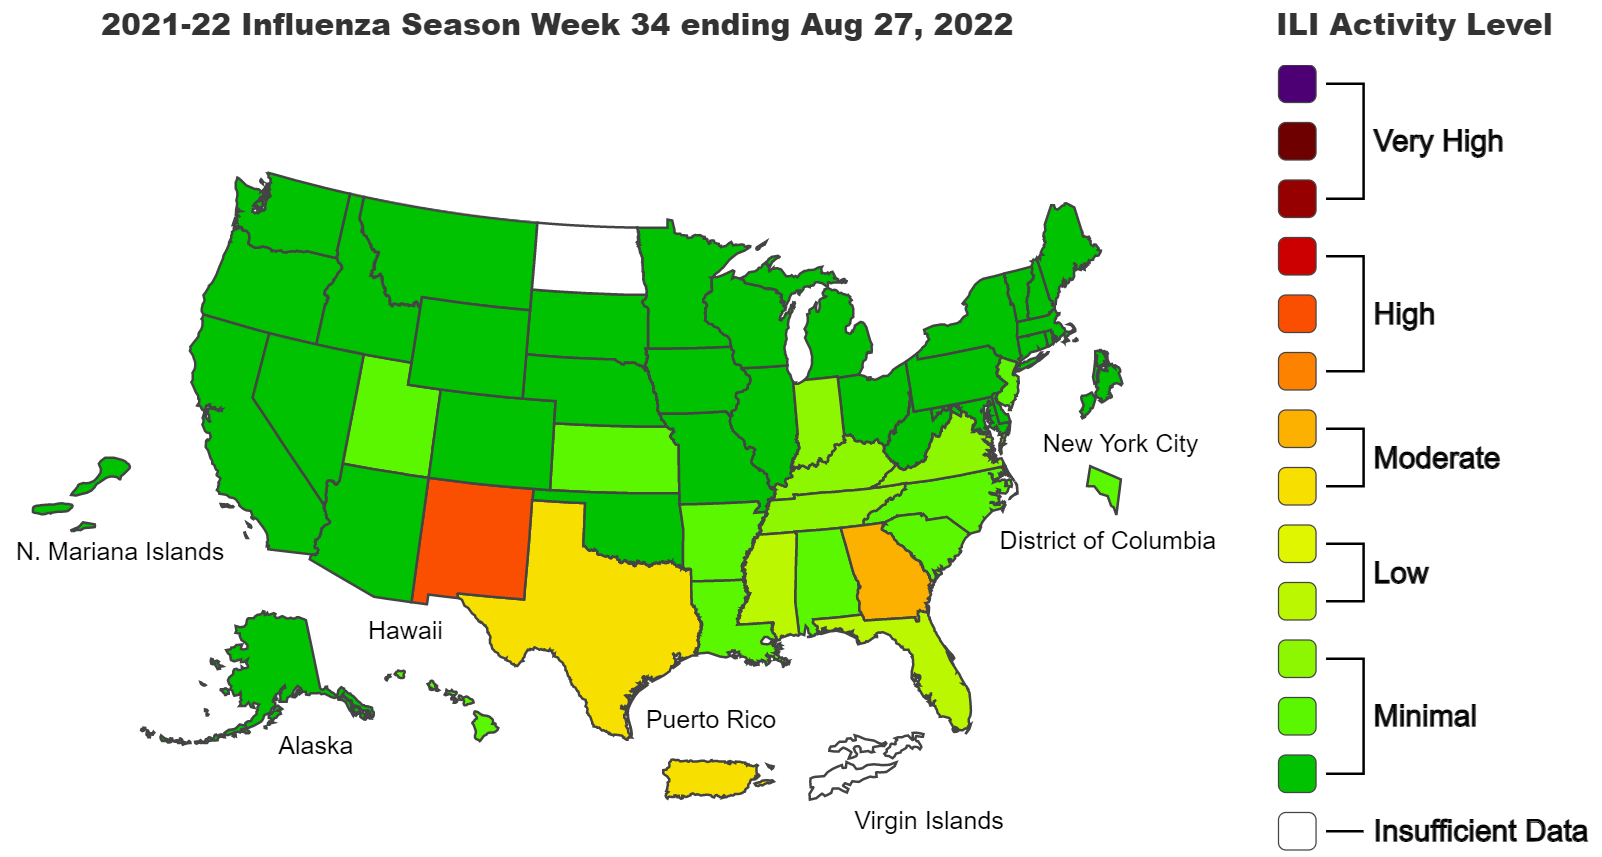 2021-22 Influenza Season Week 34 ending Aug 27, 2022
ILI Activity Level
Very High
High
Moderate
Low
Minimal
Insufficient Data
New York City
District of Columbia
N. Mariana Islands
Hawaii
Alaska
Puerto Rico
Virgin Islands